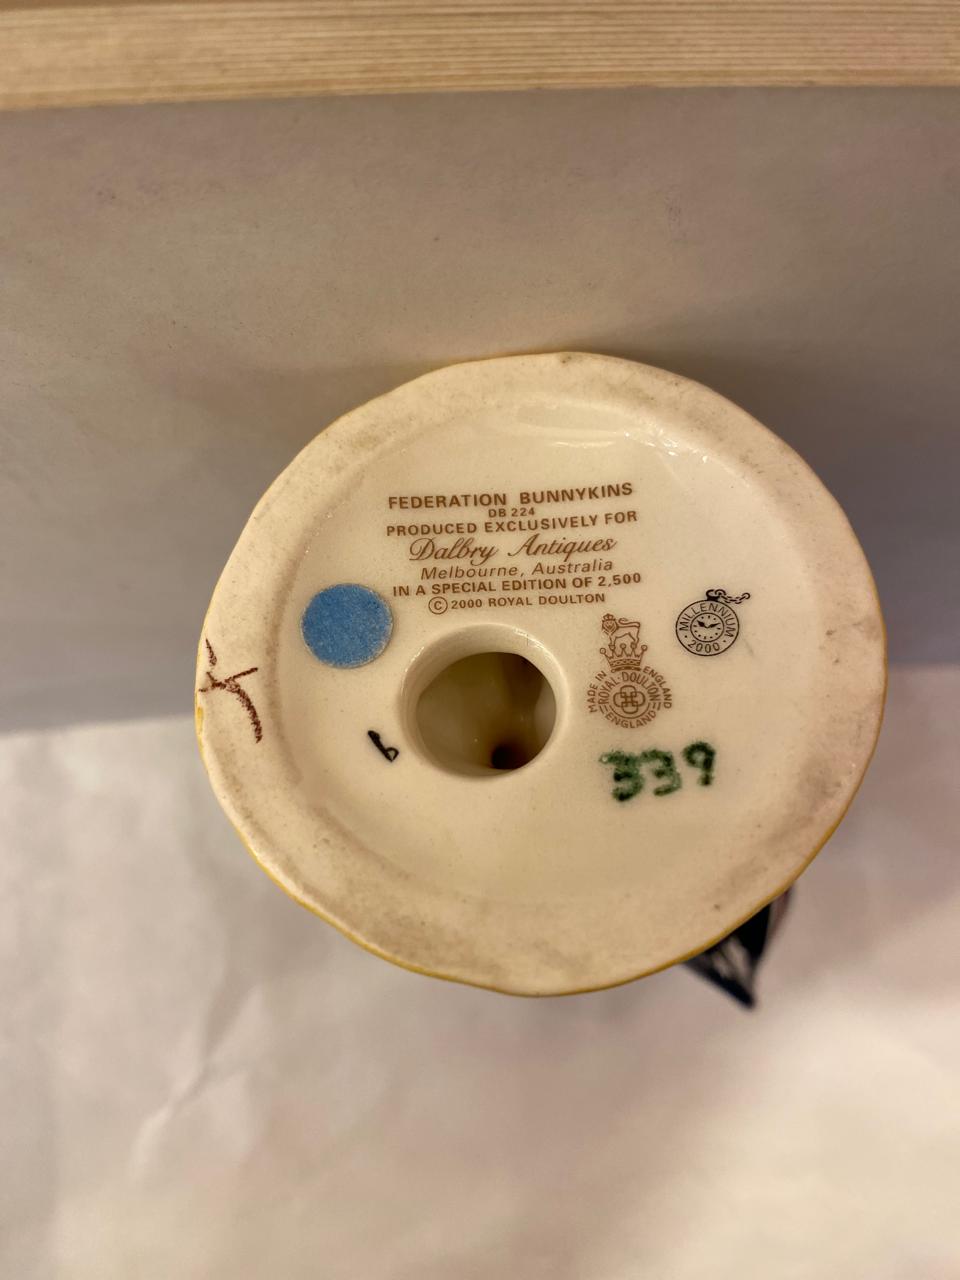 FEDERATION BUNNYKINS
DB 224
PRODUCED EXCLUSIVELY FOR
Dalbry Antiques
Melbourne, Australia
IN A SPECIAL EDITION OF 2,500
© 2000 ROYAL DOULTON
MILLENNIUM
2000
MADE IN ENGLAND
ROYAL DOULTON
ENGLAND
339